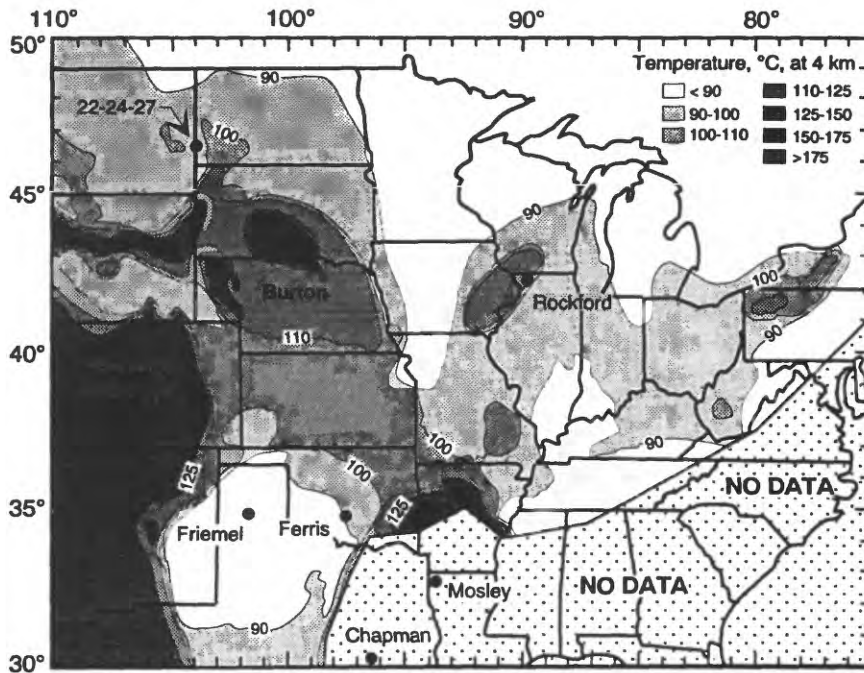 110° 100° 90° 80°
50°
Temperature, °C, at 4 km
< 90 110-125
90-100 125-150
100-110 150-175
>175
90
22-24-27
100
45°
90
100
Burton
Rockford
110
90
40°
100
90
125
100
35°
125
NO DATA
Friemel Ferris
NO DATA
Mosley
90
Chapman
30°